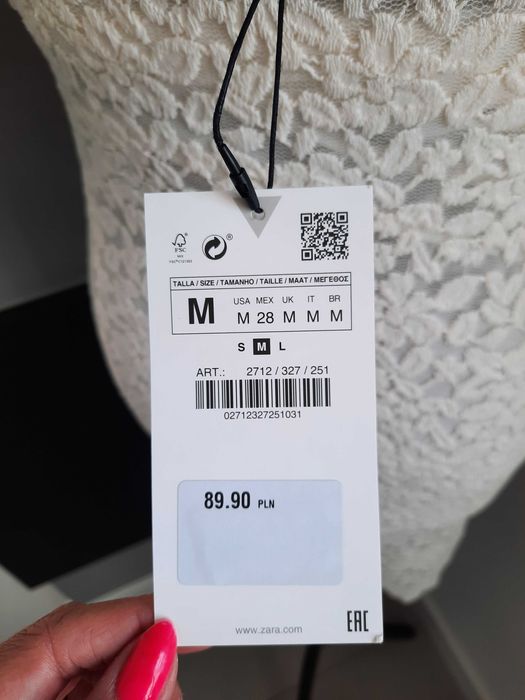 FSC
®
TALLA / SIZE / TAMANHO / TAILLE / MAAT / ΜΕΓΕΘΟΣ
M USA MEX UK IT BR
M 28 M M M
S M L
ART.: 2712 / 327 / 251
02712327251031
89.90 PLN
www.zara.com
EAC